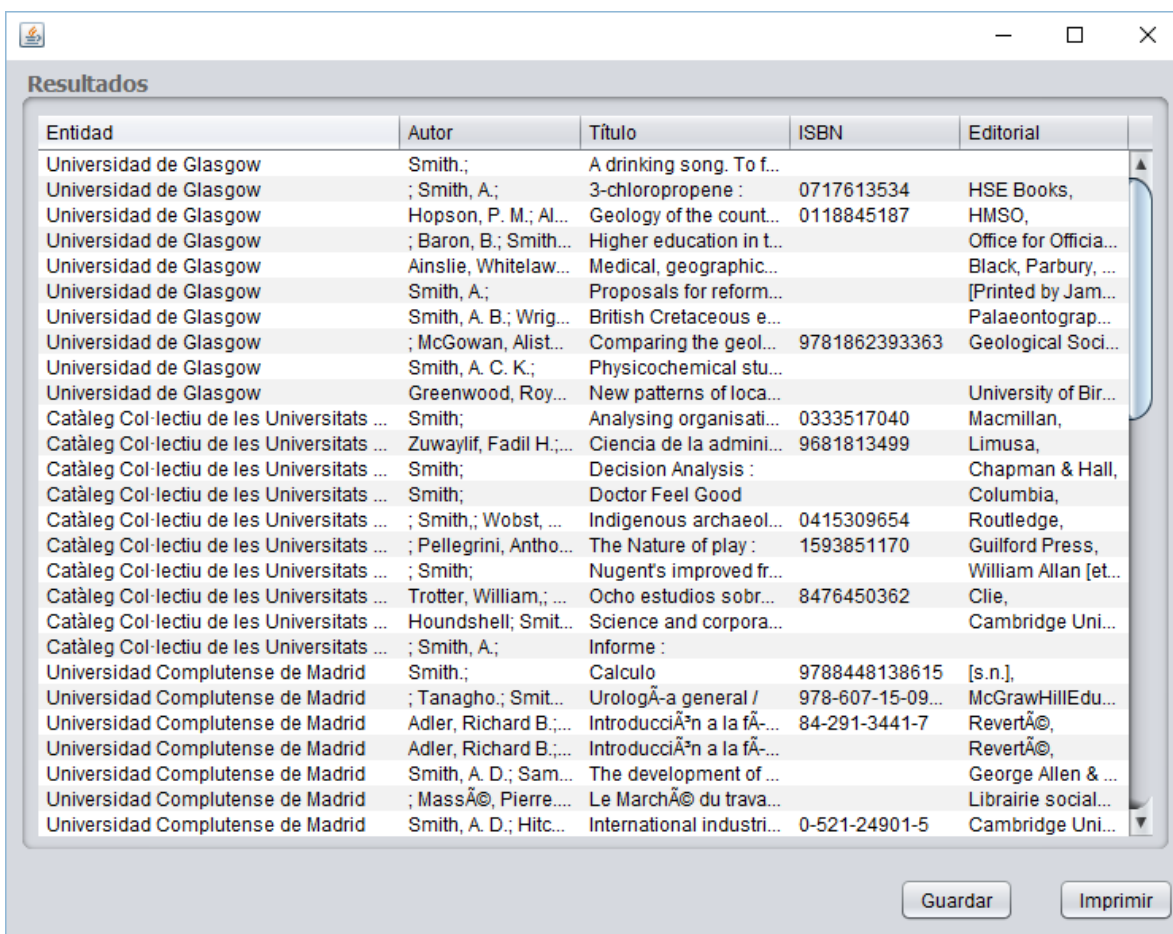 Resultados
Entidad Autor Título ISBN Editorial
Universidad de Glasgow Smith.; A drinking song. To f...
Universidad de Glasgow ; Smith, A.; 3-chloropropene : 0717613534 HSE Books,
Universidad de Glasgow Hopson, P. M.; Al... Geology of the count... 0118845187 HMSO,
Universidad de Glasgow ; Baron, B.; Smith... Higher education in t... Office for Officia...
Universidad de Glasgow Ainslie, Whitelaw... Medical, geographic... Black, Parbury, ...
Universidad de Glasgow Smith, A.; Proposals for reform... [Printed by Jam...
Universidad de Glasgow Smith, A. B.; Wrig... British Cretaceous e... Palaeontograp...
Universidad de Glasgow ; McGowan, Alist... Comparing the geol... 9781862393363 Geological Soci...
Universidad de Glasgow Smith, A. C. K.; Physicochemical stu...
Universidad de Glasgow Greenwood, Roy... New patterns of loca... University of Bir...
Catàleg Col·lectiu de les Universitats ... Smith; Analysing organisati... 0333517040 Macmillan,
Catàleg Col·lectiu de les Universitats ... Zuwaylif, Fadil H.;... Ciencia de la admini... 9681813499 Limusa,
Catàleg Col·lectiu de les Universitats ... Smith; Decision Analysis : Chapman & Hall,
Catàleg Col·lectiu de les Universitats ... Smith; Doctor Feel Good Columbia,
Catàleg Col·lectiu de les Universitats ... ; Smith,; Wobst, ... Indigenous archaeol... 0415309654 Routledge,
Catàleg Col·lectiu de les Universitats ... ; Pellegrini, Antho... The Nature of play : 1593851170 Guilford Press,
Catàleg Col·lectiu de les Universitats ... ; Smith; Nugent's improved fr... William Allan [et...
Catàleg Col·lectiu de les Universitats ... Trotter, William,; ... Ocho estudios sobr... 8476450362 Clie,
Catàleg Col·lectiu de les Universitats ... Houndshell; Smit... Science and corpora... Cambridge Uni...
Catàleg Col·lectiu de les Universitats ... ; Smith, A.; Informe :
Universidad Complutense de Madrid Smith.; Calculo 9788448138615 [s.n.],
Universidad Complutense de Madrid ; Tanagho.; Smit... UrologÃ-a general / 978-607-15-09... McGrawHillEdu...
Universidad Complutense de Madrid Adler, Richard B.;... IntroducciÃ³n a la fÃ-... 84-291-3441-7 RevertÃ©,
Universidad Complutense de Madrid Adler, Richard B.;... IntroducciÃ³n a la fÃ-... RevertÃ©,
Universidad Complutense de Madrid Smith, A. D.; Sam... The development of ... George Allen & ...
Universidad Complutense de Madrid ; MassÃ©, Pierre.... Le MarchÃ© du trava... Librairie social...
Universidad Complutense de Madrid Smith, A. D.; Hitc... International industri... 0-521-24901-5 Cambridge Uni...
Guardar Imprimir